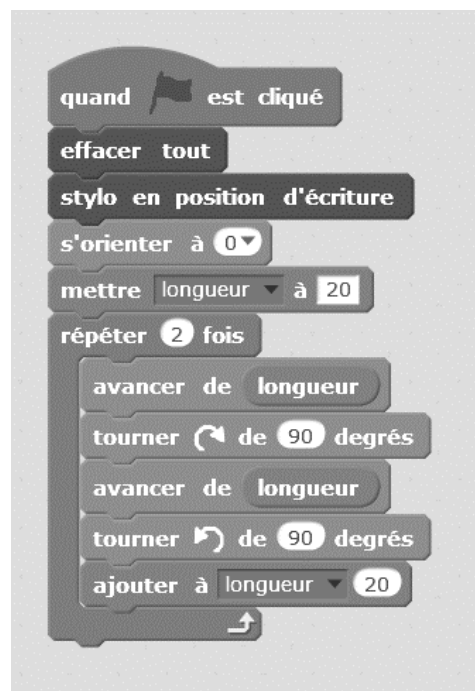 quand est cliqué
effacer tout
stylo en position d'écriture
s'orienter à 0
mettre longueur à 20
répéter 2 fois
avancer de longueur
tourner de 90 degrés
avancer de longueur
tourner de 90 degrés
ajouter à longueur 20